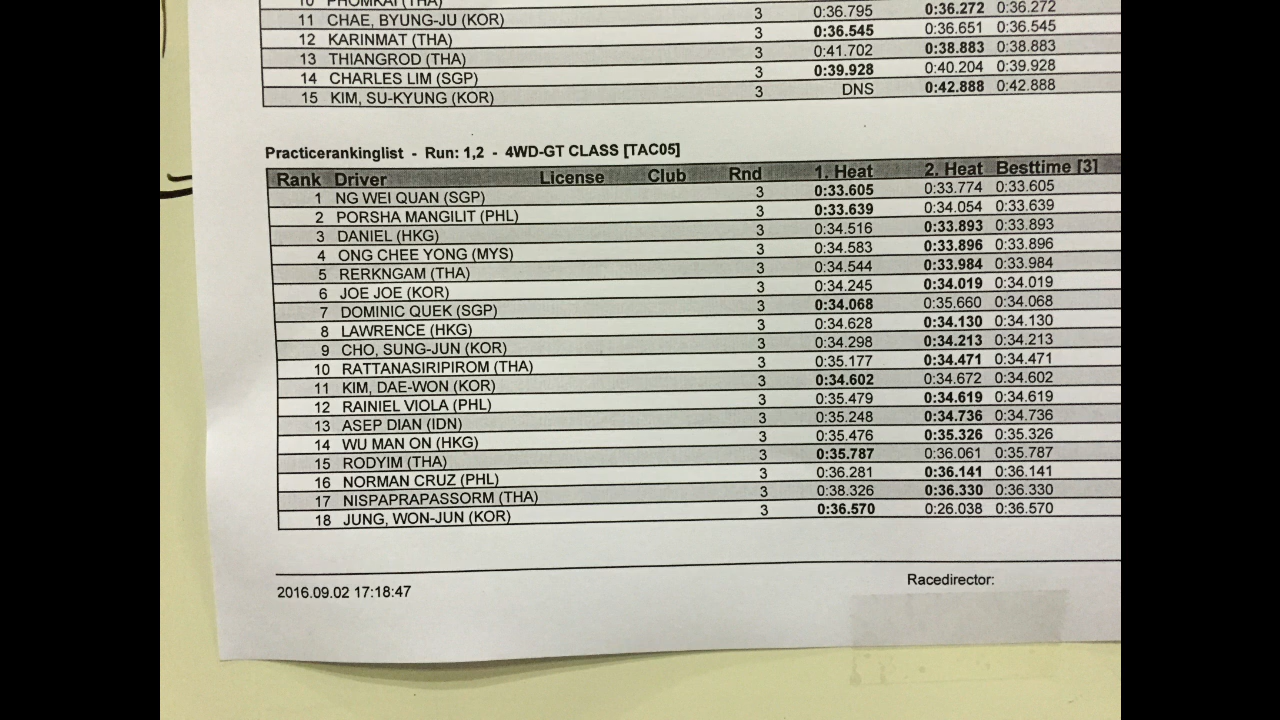 10 PHOMKAI (THA) 0:36.272 0:36.272
11 CHAE, BYUNG-JU (KOR) 3 0:36.795
12 KARINMAT (THA) 3 0:36.545 0:36.651 0:36.545
13 THIANGROD (THA) 3 0:41.702 0:38.883 0:38.883
14 CHARLES LIM (SGP) 3 0:39.928 0:40.204 0:39.928
15 KIM, SU-KYUNG (KOR) 3 DNS 0:42.888 0:42.888
Practicerankinglist - Run: 1,2 - 4WD-GT CLASS [TAC05]
Rank Driver License Club Rnd 1. Heat 2. Heat Besttime [3]
1 NG WEI QUAN (SGP) 3 0:33.605 0:33.774 0:33.605
2 PORSHA MANGILIT (PHL) 3 0:33.639 0:34.054 0:33.639
3 DANIEL (HKG) 3 0:34.516 0:33.893 0:33.893
4 ONG CHEE YONG (MYS) 3 0:34.583 0:33.896 0:33.896
5 RERKNGAM (THA) 3 0:34.544 0:33.984 0:33.984
6 JOE JOE (KOR) 3 0:34.245 0:34.019 0:34.019
7 DOMINIC QUEK (SGP) 3 0:34.068 0:35.660 0:34.068
8 LAWRENCE (HKG) 3 0:34.628 0:34.130 0:34.130
9 CHO, SUNG-JUN (KOR) 3 0:34.298 0:34.213 0:34.213
10 RATTANASIRIPIROM (THA) 3 0:35.177 0:34.471 0:34.471
11 KIM, DAE-WON (KOR) 3 0:34.602 0:34.672 0:34.602
12 RAINIEL VIOLA (PHL) 3 0:35.479 0:34.619 0:34.619
13 ASEP DIAN (IDN) 3 0:35.248 0:34.736 0:34.736
14 WU MAN ON (HKG) 3 0:35.476 0:35.326 0:35.326
15 RODYIM (THA) 3 0:35.787 0:36.061 0:35.787
16 NORMAN CRUZ (PHL) 3 0:36.281 0:36.141 0:36.141
17 NISPAPRAPASSORM (THA) 3 0:38.326 0:36.330 0:36.330
18 JUNG, WON-JUN (KOR) 3 0:36.570 0:26.038 0:36.570
2016.09.02 17:18:47 Racedirector: